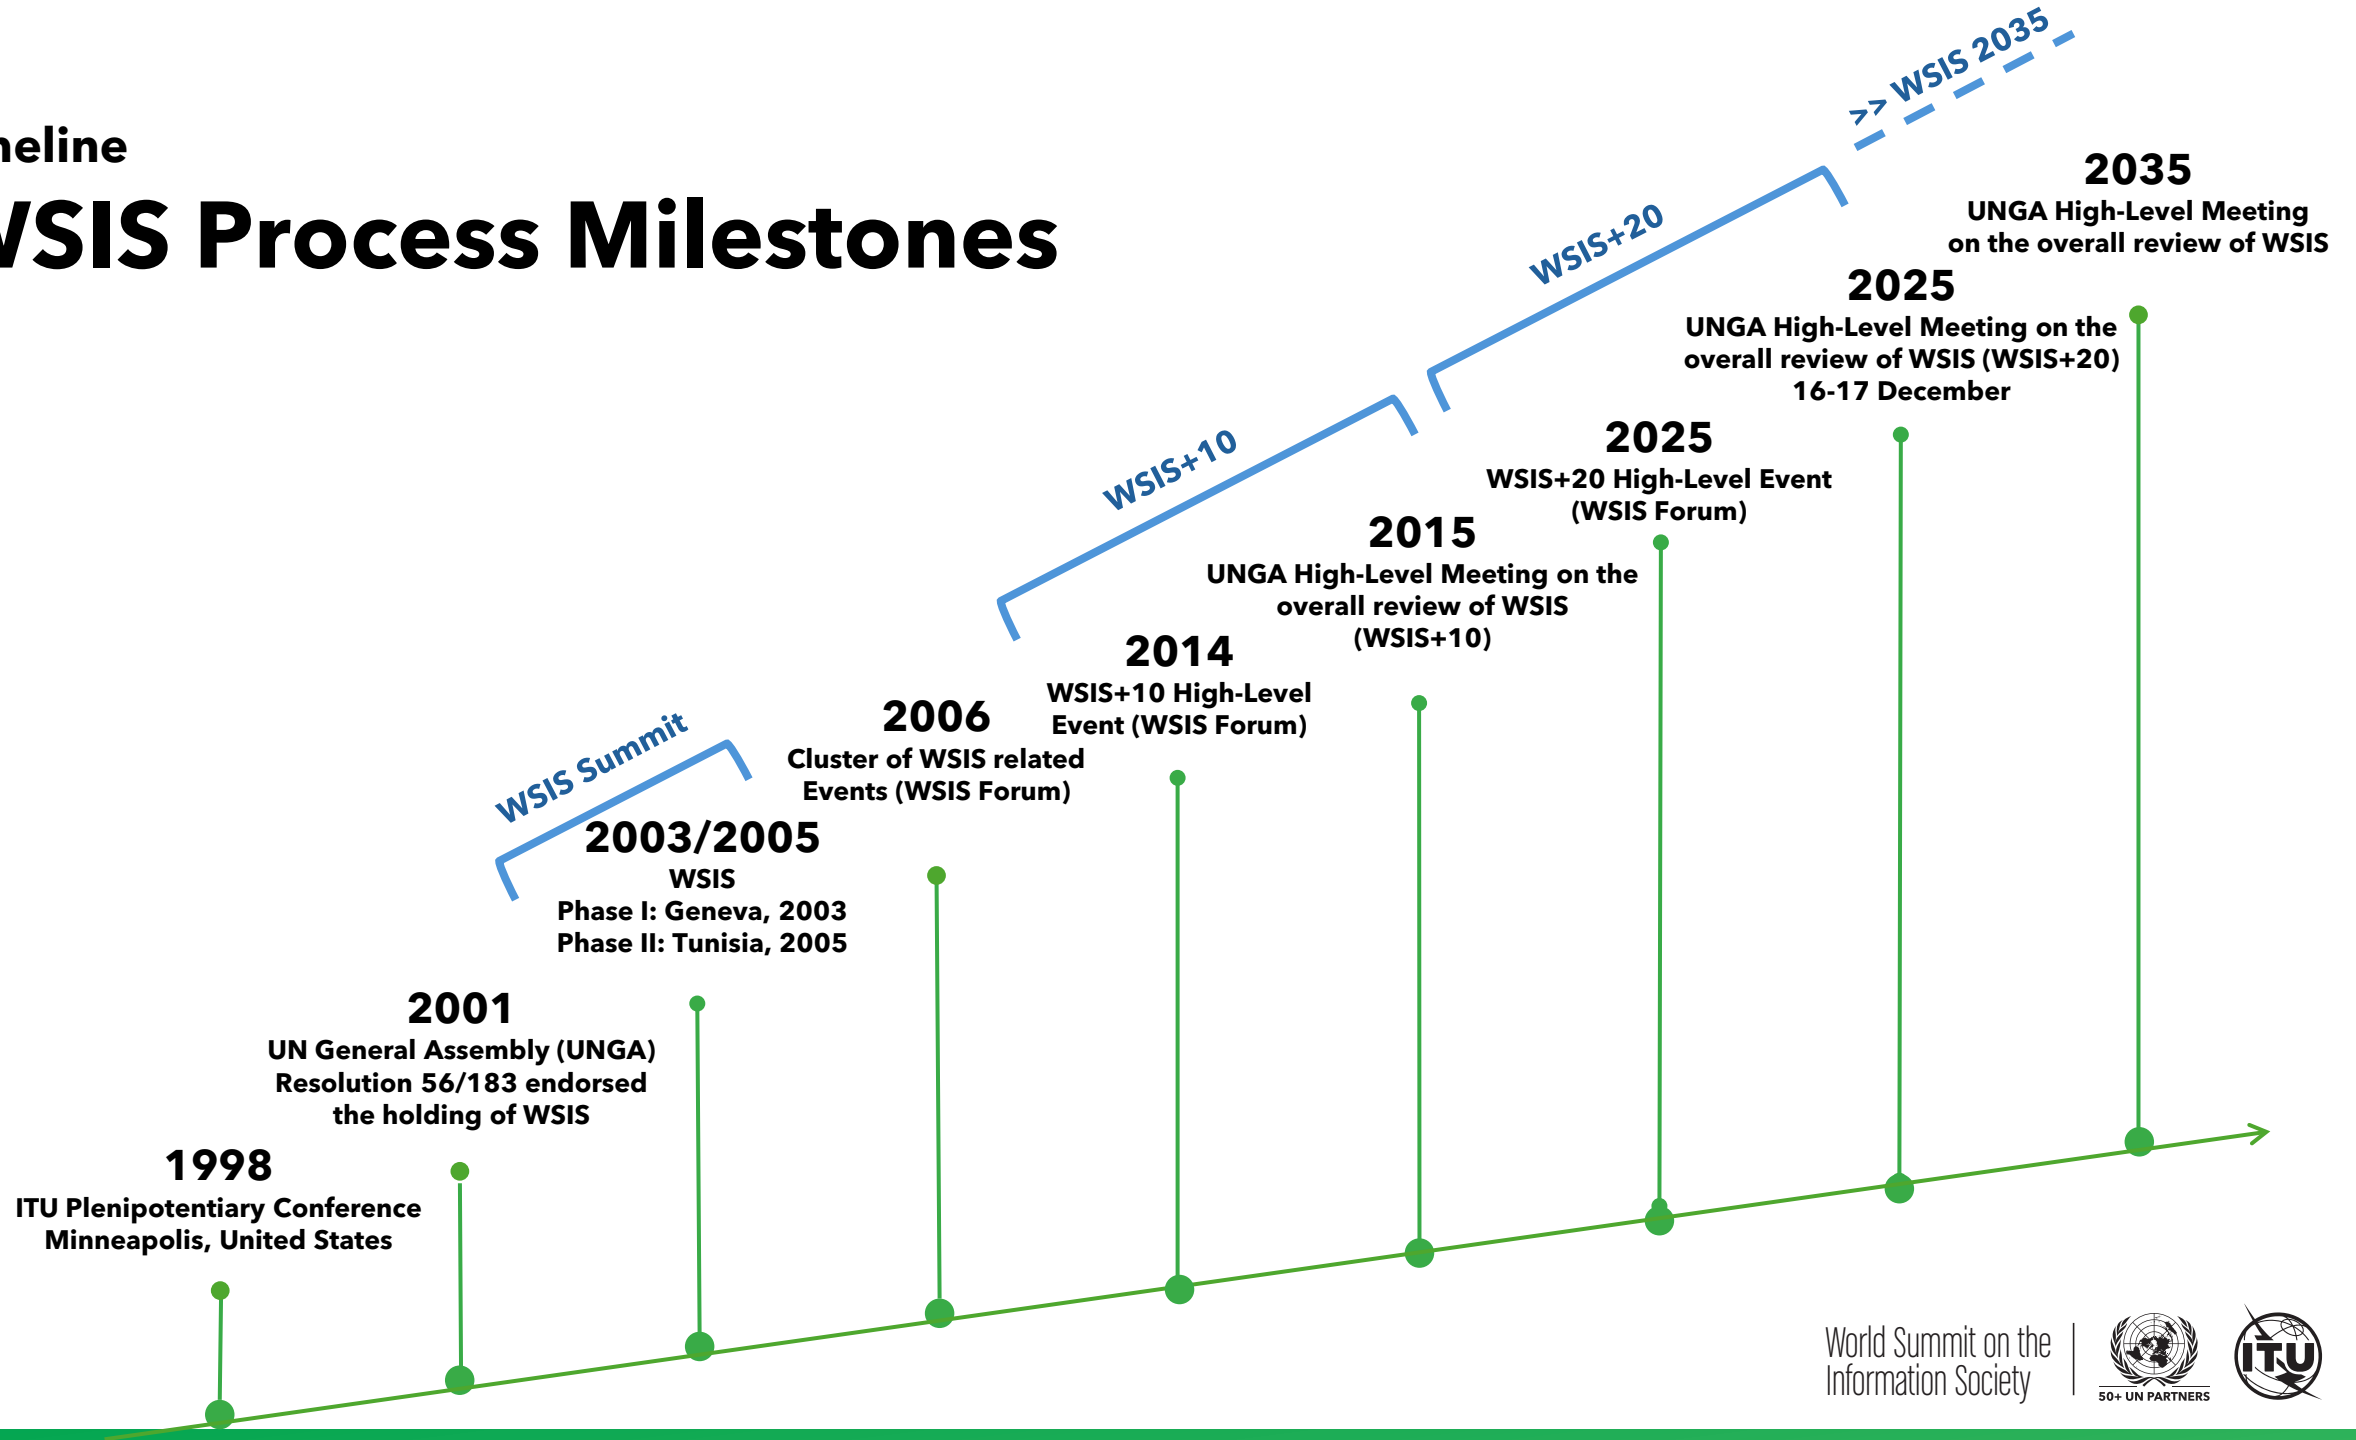 neline
WSIS Process Milestones
1998
ITU Plenipotentiary Conference
Minneapolis, United States
2001
UN General Assembly (UNGA)
Resolution 56/183 endorsed
the holding of WSIS
WSIS Summit
2003/2005
WSIS
Phase I: Geneva, 2003
Phase II: Tunisia, 2005
2006
Cluster of WSIS related
Events (WSIS Forum)
WSIS+10
2014
WSIS+10 High-Level
Event (WSIS Forum)
2015
UNGA High-Level Meeting on the
overall review of WSIS
(WSIS+10)
WSIS+20
2025
WSIS+20 High-Level Event
(WSIS Forum)
2025
UNGA High-Level Meeting on the
overall review of WSIS (WSIS+20)
16-17 December
>> WSIS 2035
2035
UNGA High-Level Meeting
on the overall review of WSIS
World Summit on the
Information Society
50+ UN PARTNERS
ITU